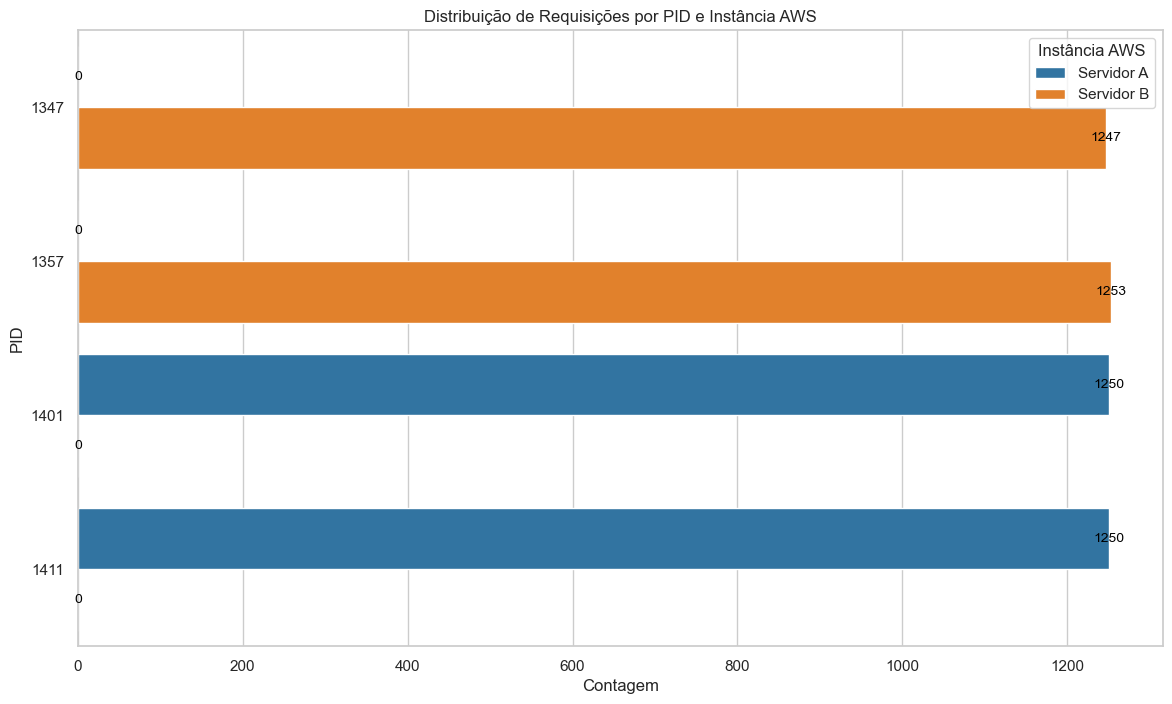 Distribuição de Requisições por PID e Instância AWS
Instância AWS
Servidor A
Servidor B
0
1347
1247
0
1357
1253
PID
1250
1401
0
1250
1411
0
0 200 400 600 800 1000 1200
Contagem